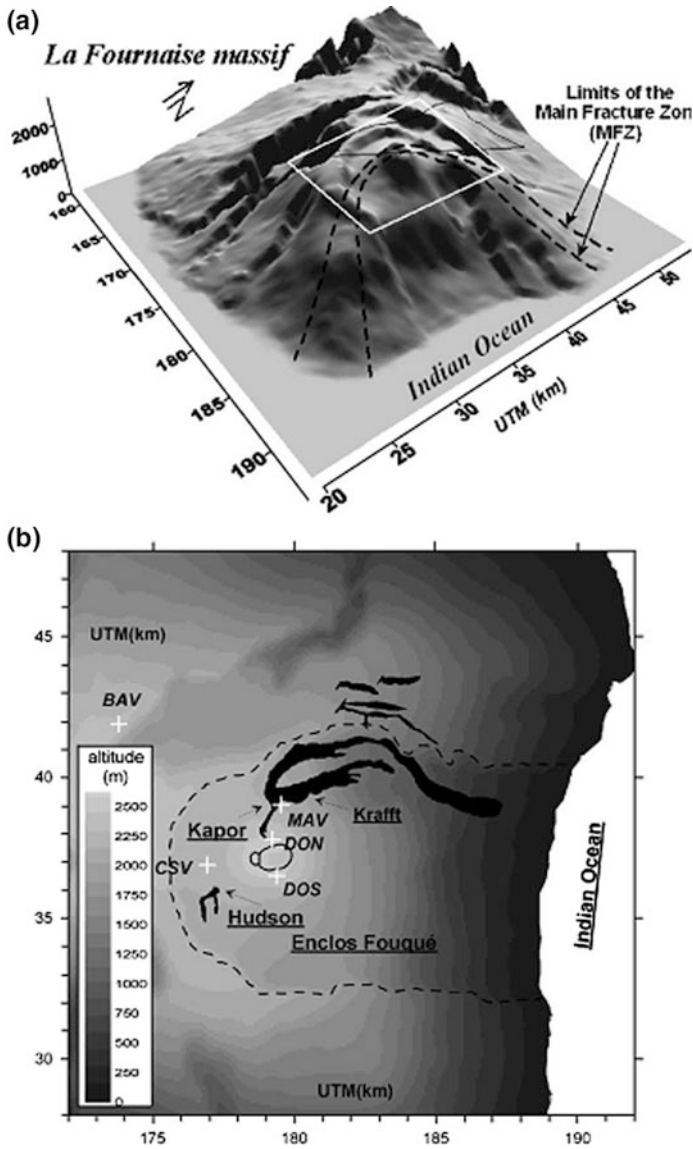 (a)
La Fournaise massif
N
Limits of the
Main Fracture Zon
(MFZ)
2000
1000
0
160
165
170
175
180
185
190
20
25
30
35
40
45
50
UTM (km)
Indian Ocean
(b)
45
40
35
30
UTM(km)
BAV
altitude
(m)
2500
2250
2000
1750
1500
1250
1000
750
500
250
0
Kapor
MAV
Krafft
DON
CSV
DOS
Hudson
Enclos Fouqué
Indian Ocean
UTM(km)
175
180
185
190